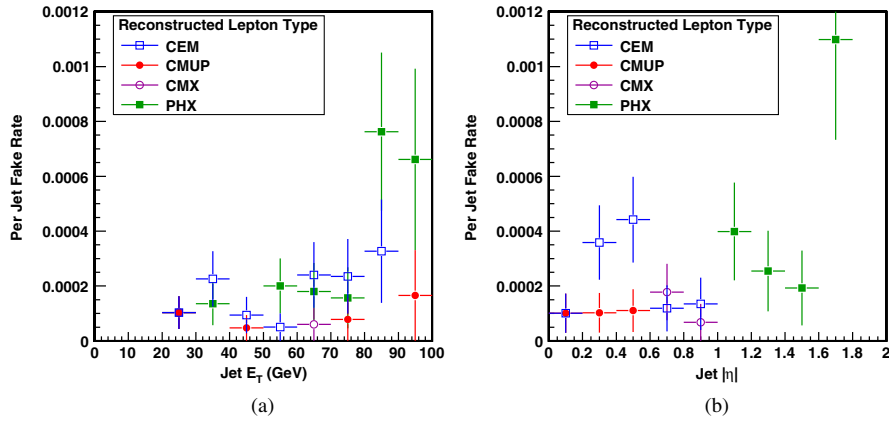 0.0012
0.001
0.0008
0.0006
0.0004
0.0002
0
Per Jet Fake Rate
Reconstructed Lepton Type
CEM
CMUP
CMX
PHX
0 10 20 30 40 50 60 70 80 90 100
Jet E_T (GeV)
(a)
0.0012
0.001
0.0008
0.0006
0.0004
0.0002
0
Per Jet Fake Rate
Reconstructed Lepton Type
CEM
CMUP
CMX
PHX
0 0.2 0.4 0.6 0.8 1 1.2 1.4 1.6 1.8 2
Jet |η|
(b)